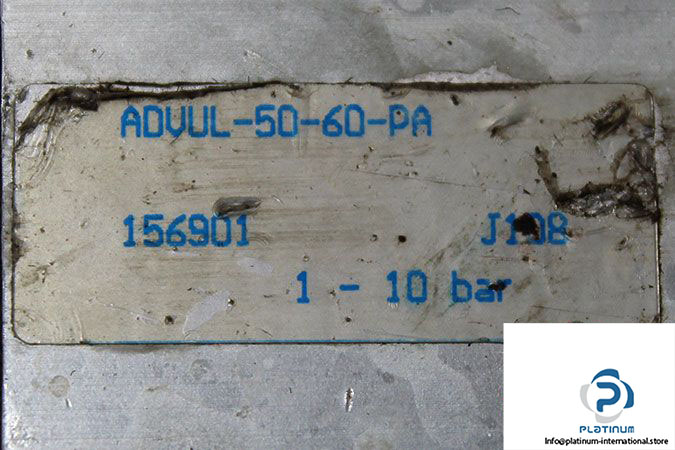 ADVUL-50-60-PA
156901 J108
1 - 10 bar
PLATINUM
Info@platinum-international.store